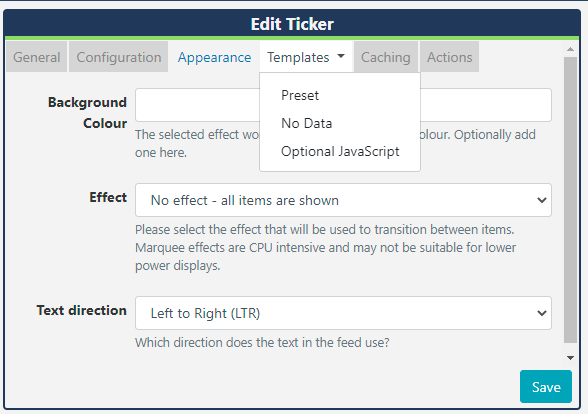 Edit Ticker
General Configuration Appearance Templates Caching Actions
Preset
No Data
Optional JavaScript
Background
Colour
The selected effect wo olour. Optionally add
one here.
Effect
No effect - all items are shown
Please select the effect that will be used to transition between items.
Marquee effects are CPU intensive and may not be suitable for lower
power displays.
Text direction
Left to Right (LTR)
Which direction does the text in the feed use?
Save